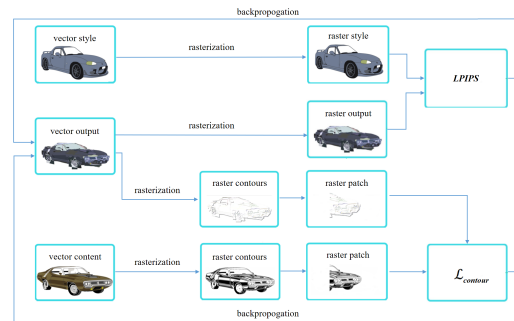 backpropogation
vector style
rasterization
raster style
LPIPS
vector output
rasterization
raster output
rasterization
raster contours
raster patch
vector content
rasterization
raster contours
raster patch
ℒcontour
backpropogation